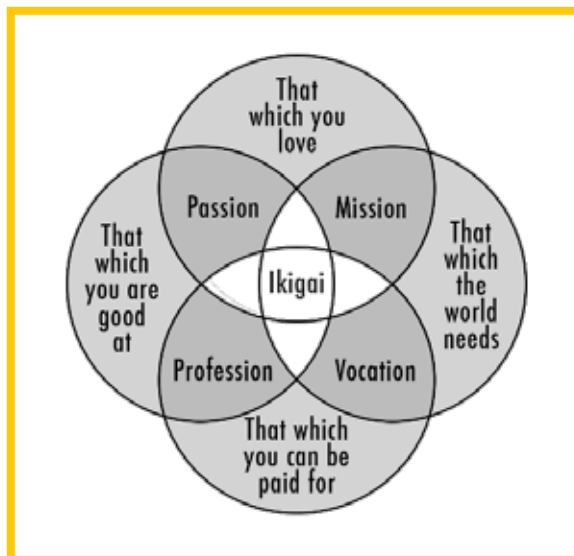 That
which you
love
Passion
Mission
That
which
you are
good
at
Ikigai
That
which
the
world
needs
Profession
Vocation
That which
you can be
paid for